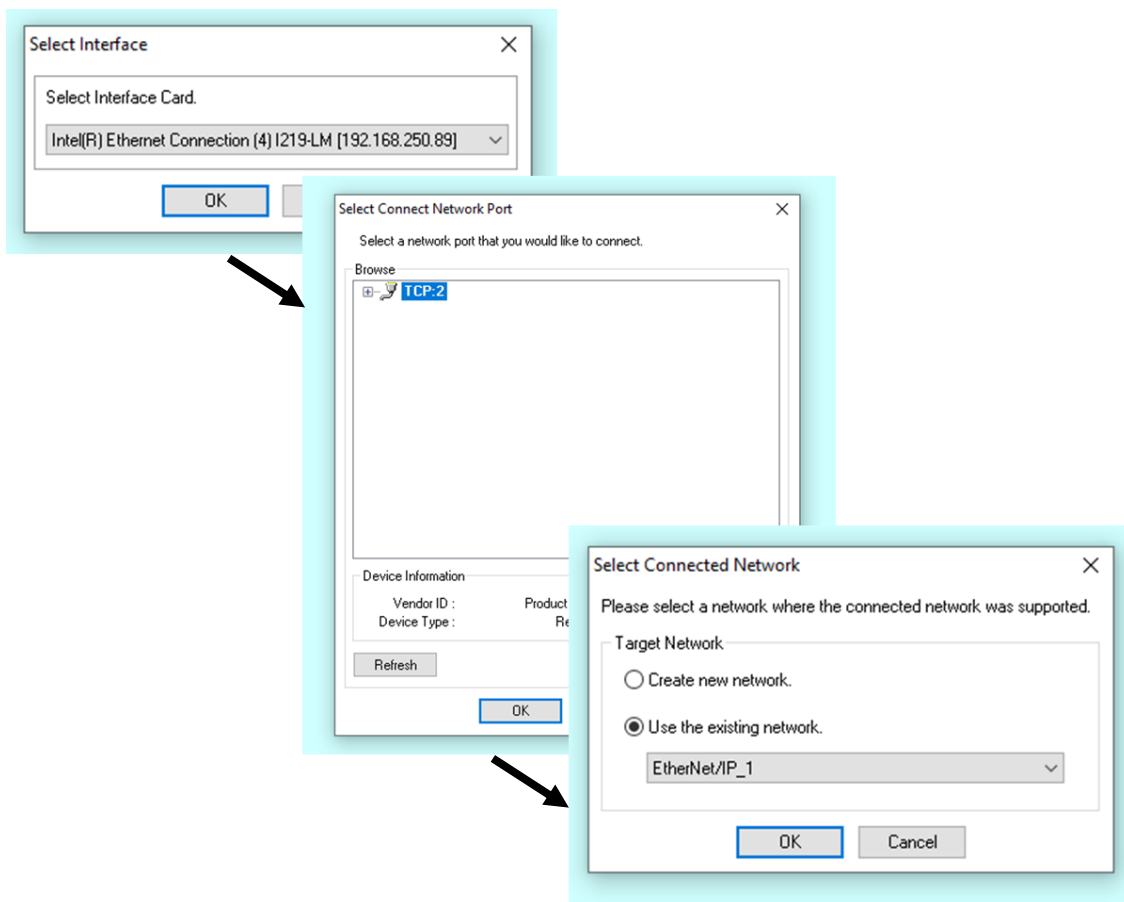 Select Interface
Select Interface Card.
Intel(R) Ethernet Connection (4) I219-LM [192.168.250.89]
OK
Select Connect Network Port
Select a network port that you would like to connect.
Browse
TCP:2
Device Information
Vendor ID :
Product
Device Type :
Re
Refresh
OK
Select Connected Network
Please select a network where the connected network was supported.
Target Network
Create new network.
Use the existing network.
EtherNet/IP_1
OK
Cancel